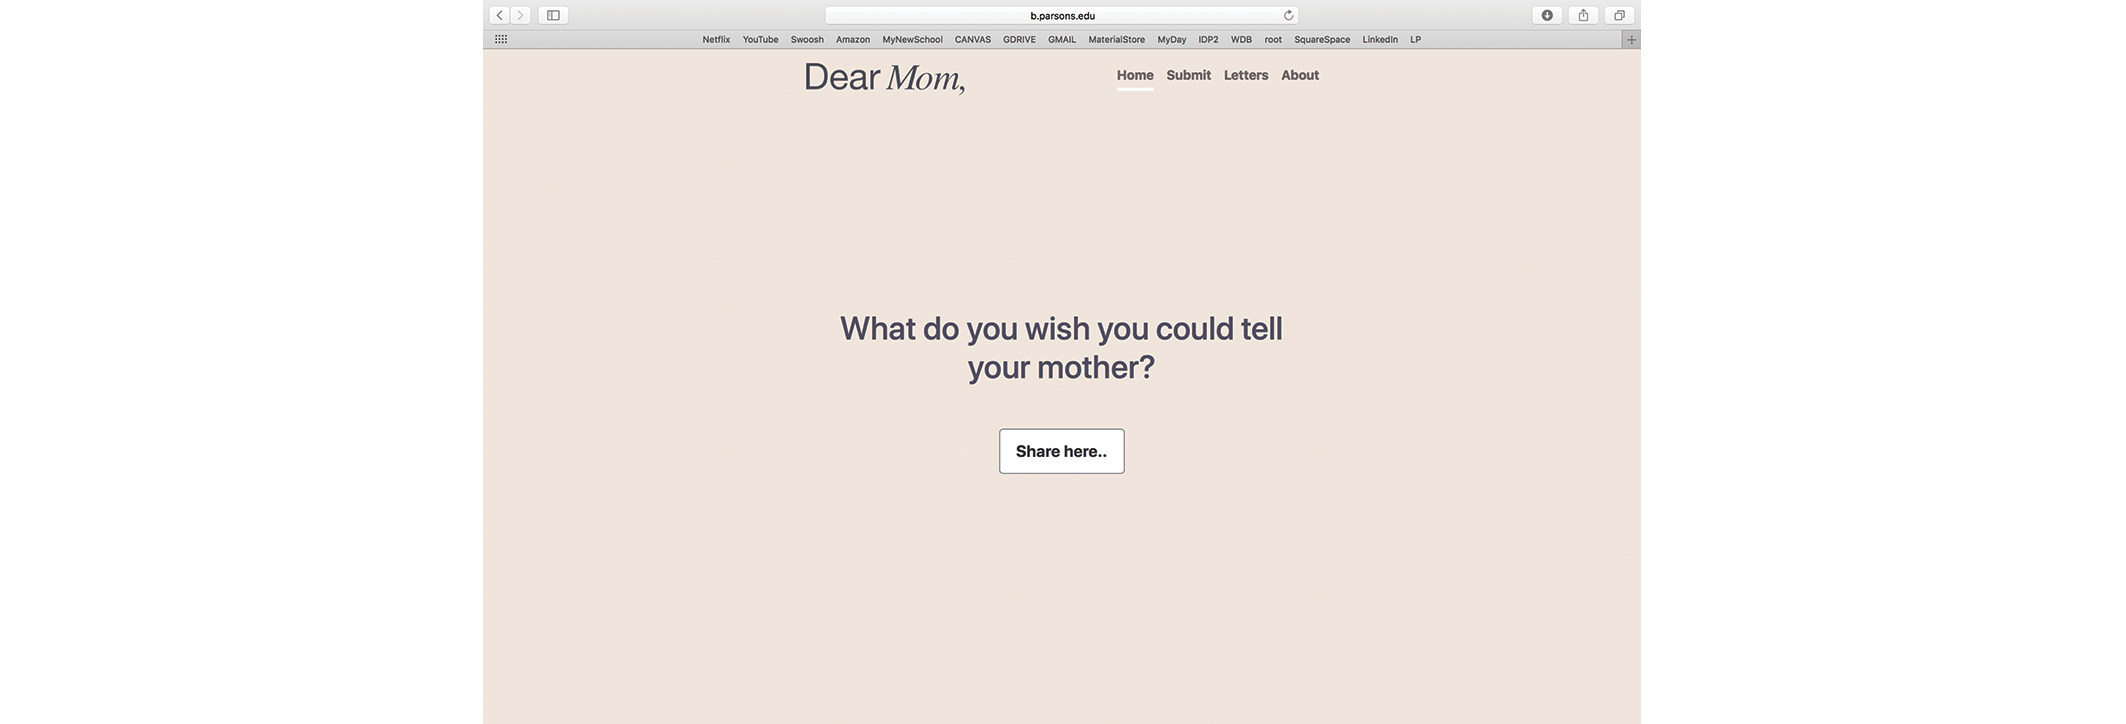 b.parsons.edu
Netflix YouTube Swoosh Amazon MyNewSchool CANVAS GDRIVE GMAIL MaterialStore MyDay IDP2 WDB root SquareSpace LinkedIn LP
Dear Mom, Home Submit Letters About
What do you wish you could tell
your mother?
Share here..